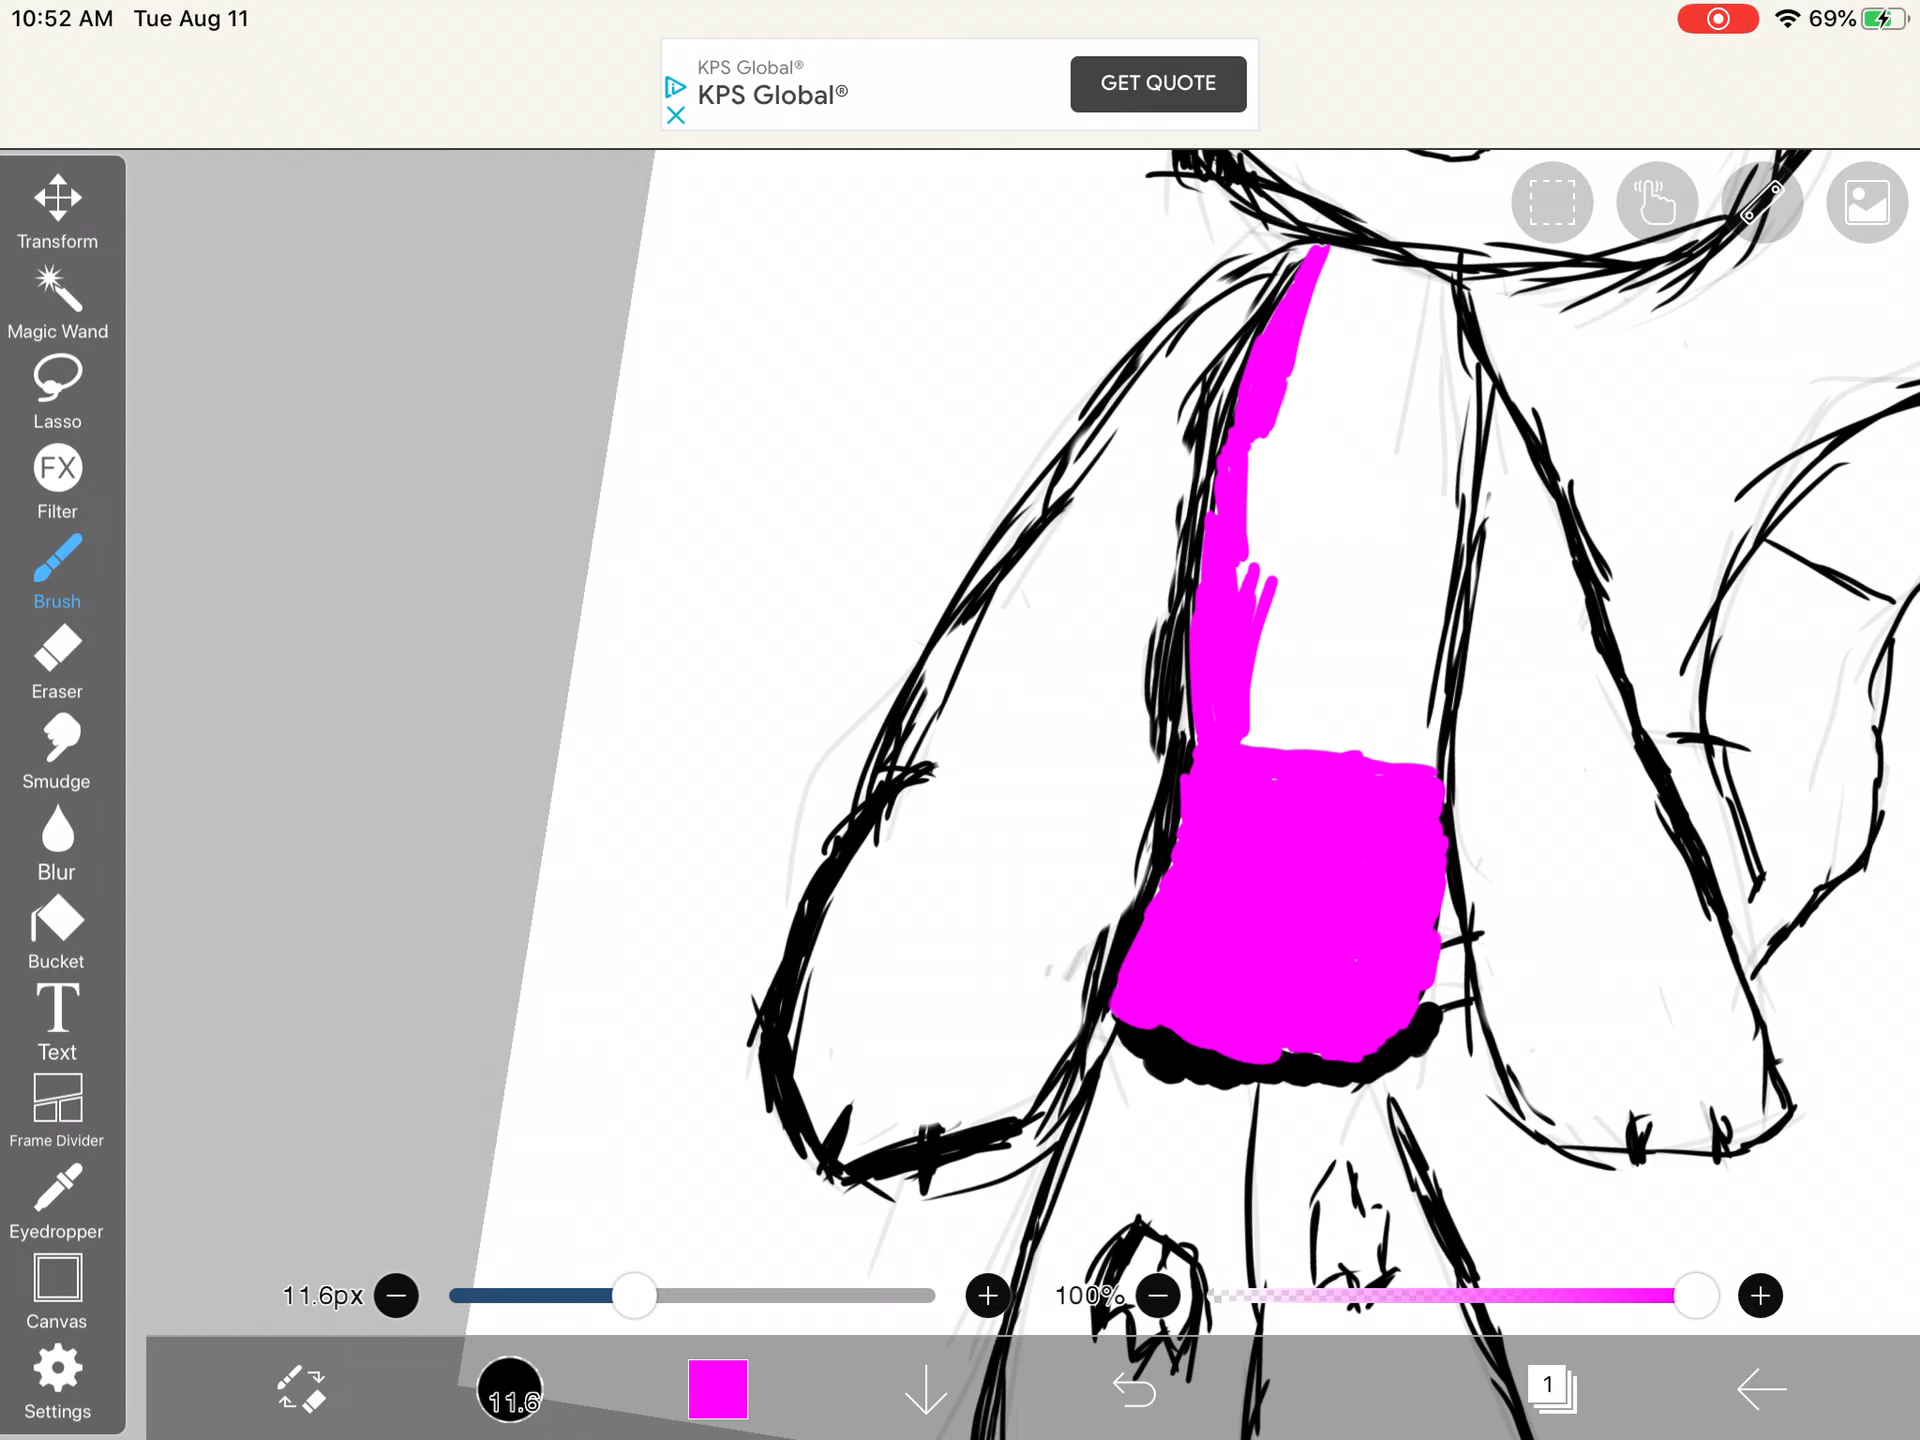 10:52 AM Tue Aug 11
69%
KPS Global®
KPS Global®
GET QUOTE
Transform
Magic Wand
Lasso
FX
Filter
Brush
Eraser
Smudge
Blur
Bucket
T
Text
Frame Divider
Eyedropper
Canvas
Settings
11.6px
100%
11.6
1